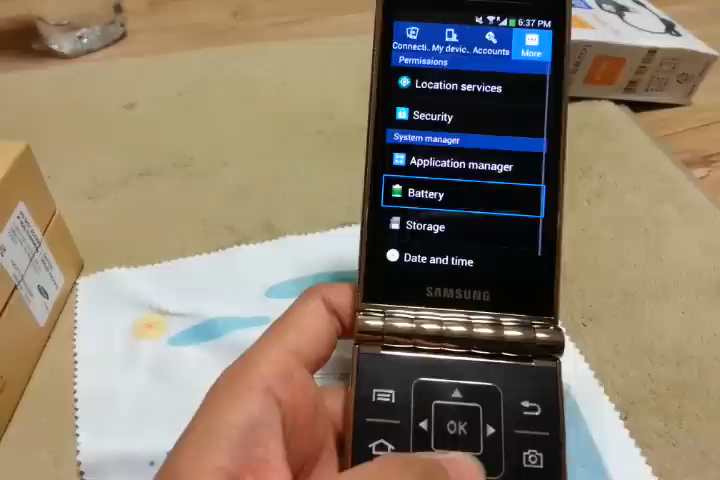 6:37 PM
Connecti.. My devic.. Accounts More
Permissions
Location services
Security
System manager
Application manager
Battery
Storage
Date and time
SAMSUNG
OK